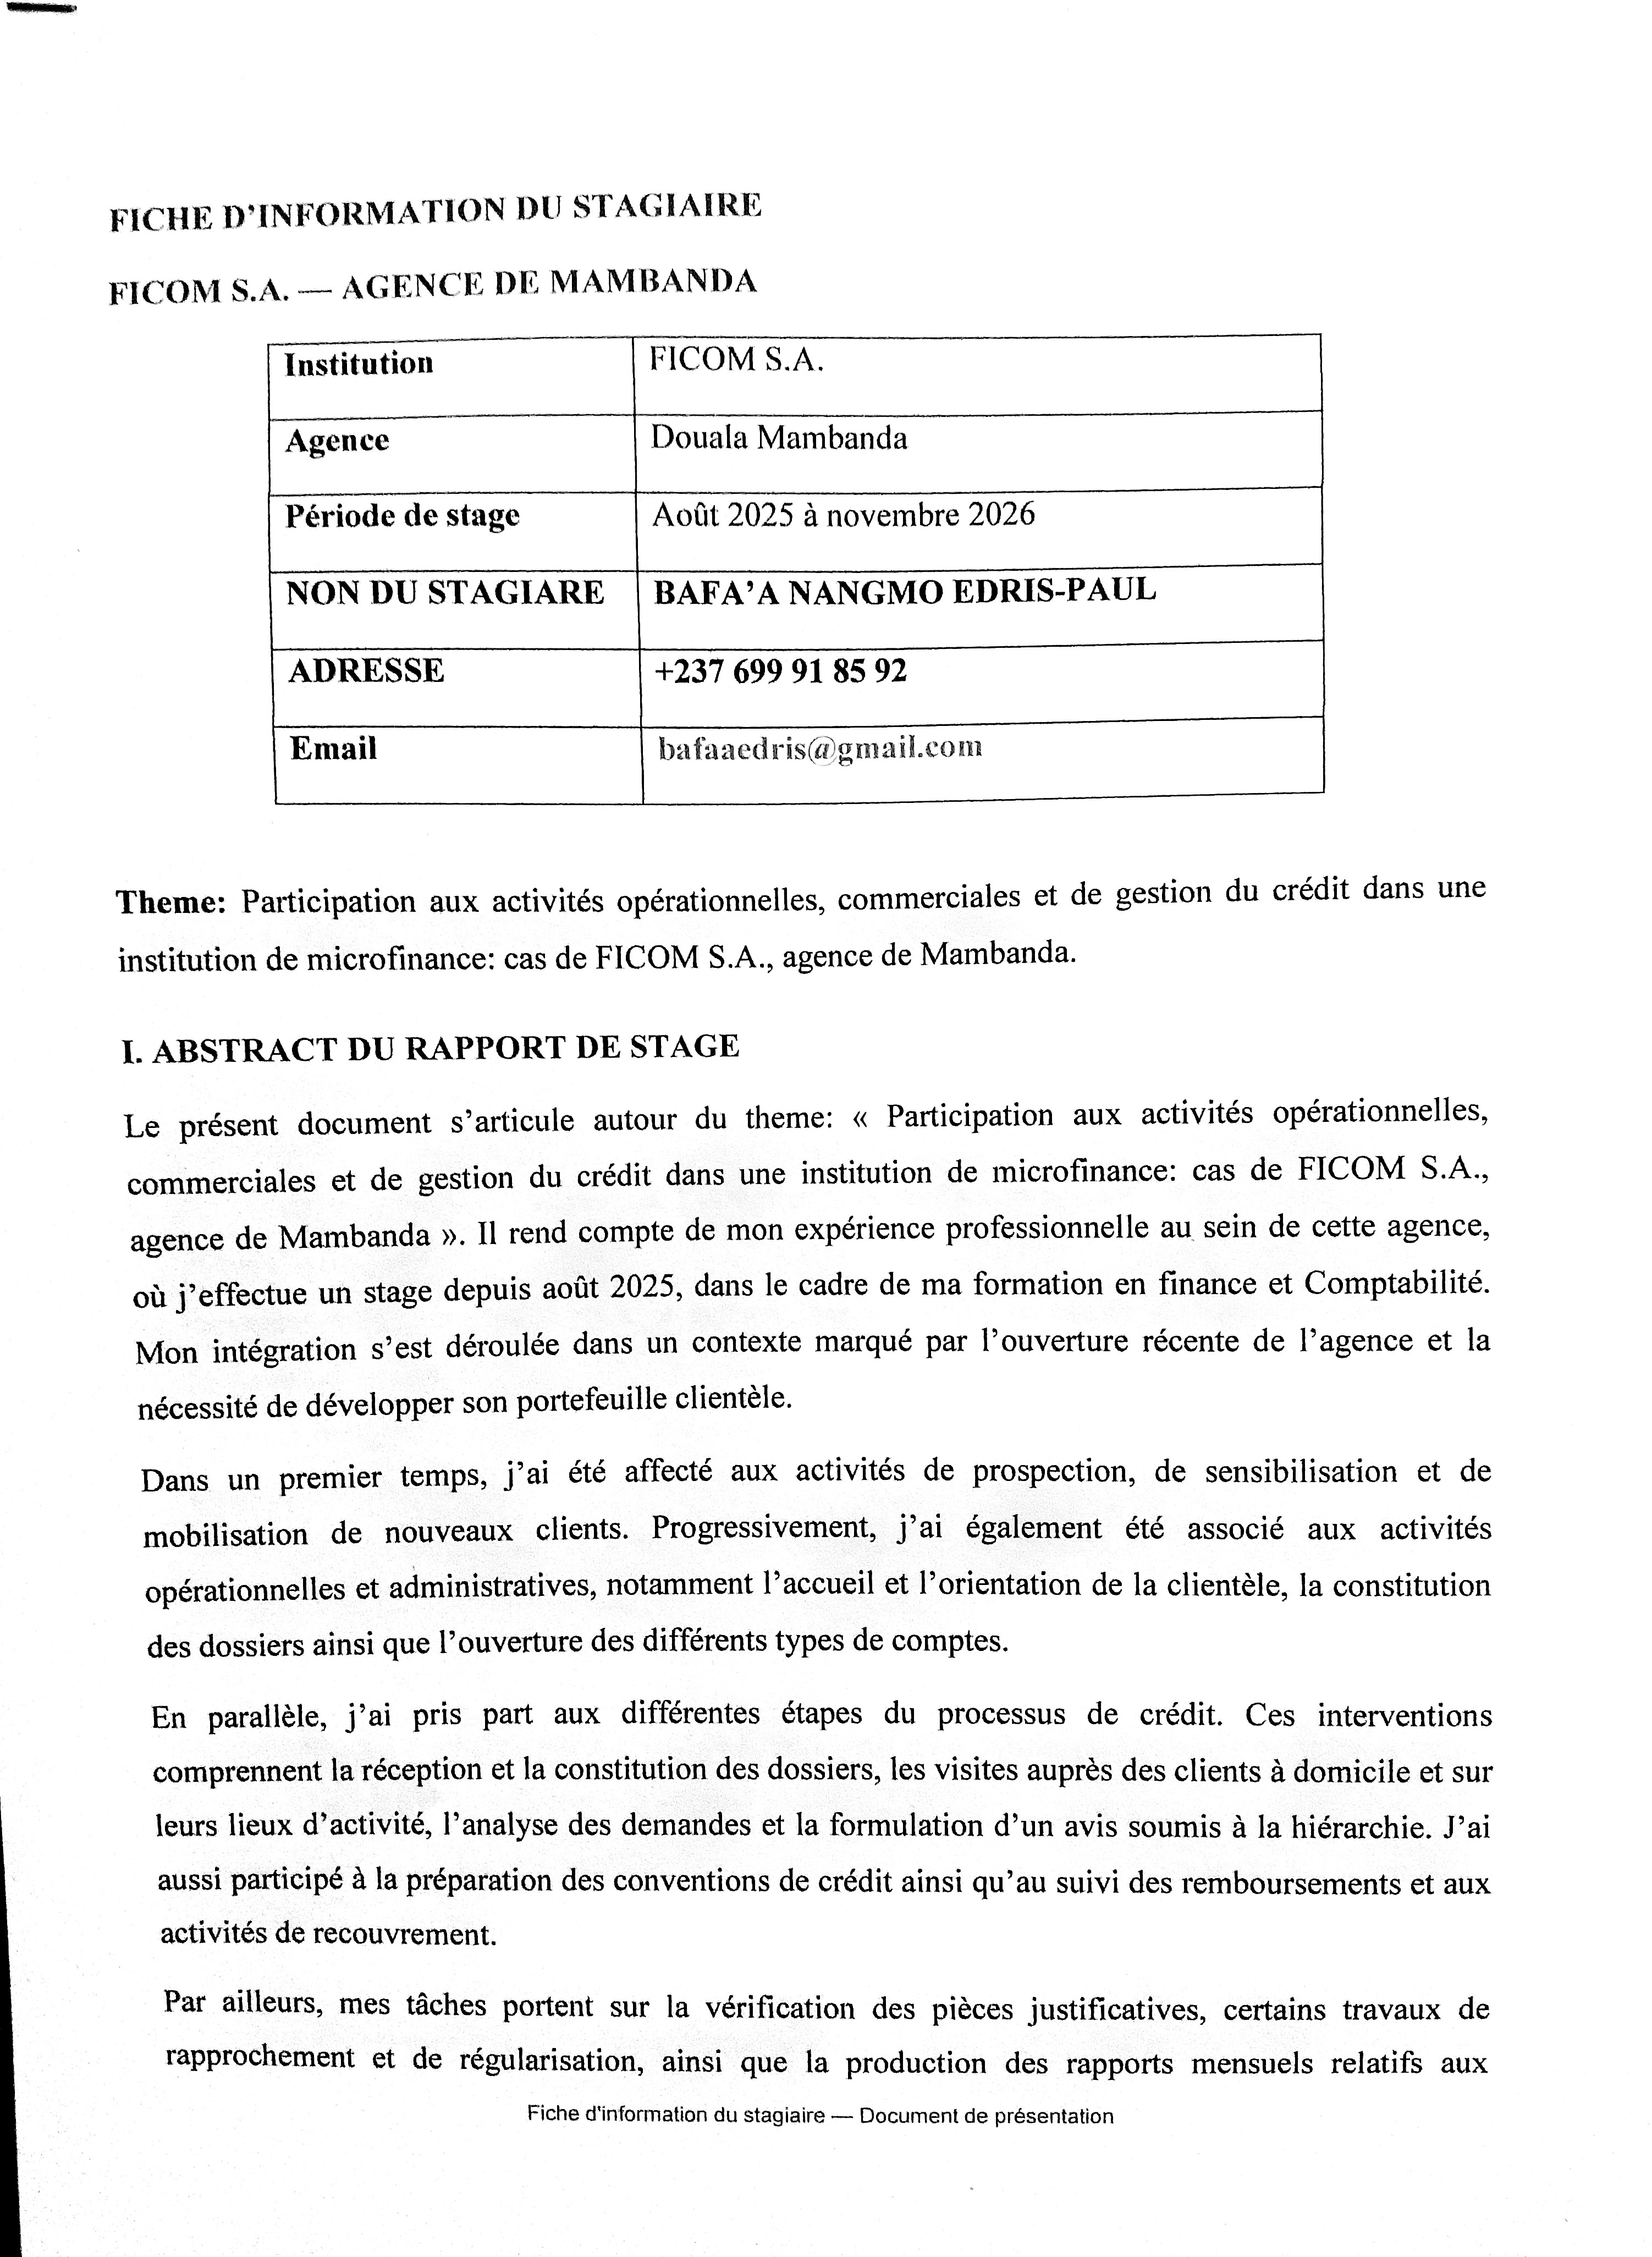 FICHE D'INFORMATION DU STAGIAIRE
FICOM S.A. — AGENCE DE MAMBANDA
Institution FICOM S.A.
Agence Douala Mambanda
Période de stage Août 2025 à novembre 2026
NON DU STAGIARE BAFA'A NANGMO EDRIS-PAUL
ADRESSE +237 699 91 85 92
Email bafaaedris@gmail.com
Theme: Participation aux activités opérationnelles, commerciales et de gestion du crédit dans une
institution de microfinance: cas de FICOM S.A., agence de Mambanda.
I. ABSTRACT DU RAPPORT DE STAGE
Le présent document s'articule autour du theme: « Participation aux activités opérationnelles,
commerciales et de gestion du crédit dans une institution de microfinance: cas de FICOM S.A.,
agence de Mambanda ». Il rend compte de mon expérience professionnelle au sein de cette agence,
où j'effectue un stage depuis août 2025, dans le cadre de ma formation en finance et Comptabilité.
Mon intégration s'est déroulée dans un contexte marqué par l'ouverture récente de l'agence et la
nécessité de développer son portefeuille clientèle.
Dans un premier temps, j'ai été affecté aux activités de prospection, de sensibilisation et de
mobilisation de nouveaux clients. Progressivement, j'ai également été associé aux activités
opérationnelles et administratives, notamment l'accueil et l'orientation de la clientèle, la constitution
des dossiers ainsi que l'ouverture des différents types de comptes.
En parallèle, j'ai pris part aux différentes étapes du processus de crédit. Ces interventions
comprennent la réception et la constitution des dossiers, les visites auprès des clients à domicile et sur
leurs lieux d'activité, l'analyse des demandes et la formulation d'un avis soumis à la hiérarchie. J'ai
aussi participé à la préparation des conventions de crédit ainsi qu'au suivi des remboursements et aux
activités de recouvrement.
Par ailleurs, mes tâches portent sur la vérification des pièces justificatives, certains travaux de
rapprochement et de régularisation, ainsi que la production des rapports mensuels relatifs aux
Fiche d'information du stagiaire — Document de présentation